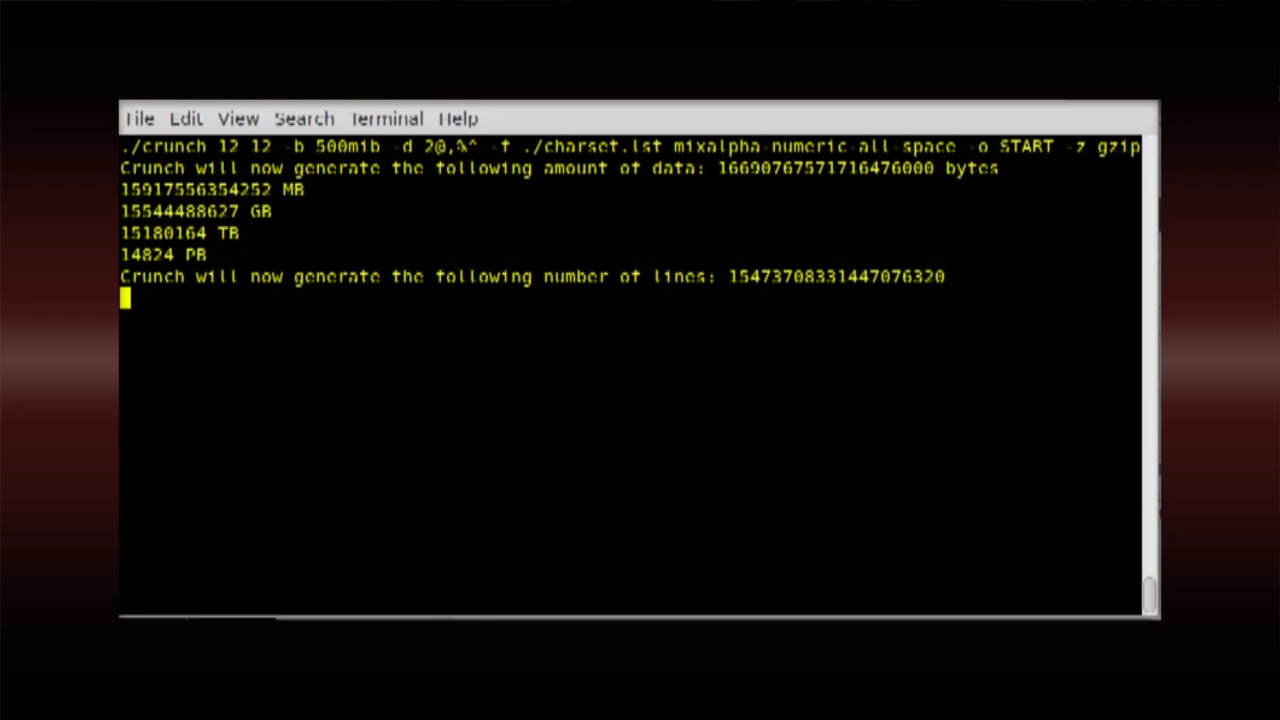 File Edit View Search Terminal Help
./crunch 12 12 -b 500mib -d 2@,%^ -f ./charset.lst mixalpha-numeric-all-space -o START -z gzip
Crunch will now generate the following amount of data: 16690767571716476000 bytes
15917556354252 MB
15544488627 GB
15180164 TB
14824 PB
Crunch will now generate the following number of lines: 15473708331447076320